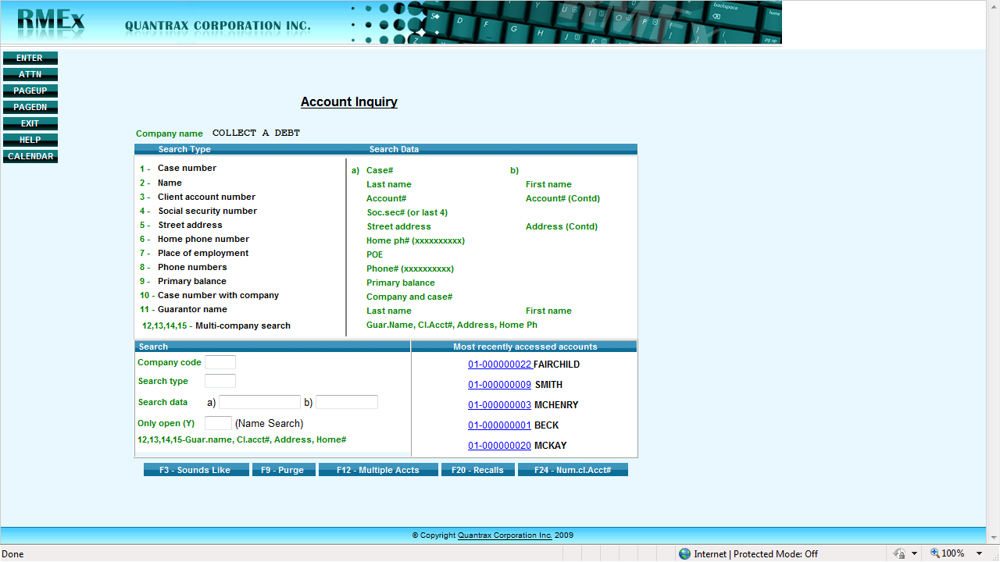 RMEx QUANTRAX CORPORATION INC.
ENTER
ATTN
PAGEUP
PAGEDN
EXIT
HELP
CALENDAR
Account Inquiry
Company name COLLECT A DEBT
Search Type Search Data
1 - Case number a) Case# b)
2 - Name Last name First name
3 - Client account number Account# Account# (Contd)
4 - Social security number Soc.sec# (or last 4)
5 - Street address Street address Address (Contd)
6 - Home phone number Home ph# (xxxxxxxxxx)
7 - Place of employment POE
8 - Phone numbers Phone# (xxxxxxxxxx)
9 - Primary balance Primary balance
10 - Case number with company Company and case#
11 - Guarantor name Last name First name
12,13,14,15 - Multi-company search Guar.Name, Cl.Acct#, Address, Home Ph
Search Most recently accessed accounts
Company code 01-000000022 FAIRCHILD
Search type 01-000000009 SMITH
Search data a) b) 01-000000003 MCHENRY
Only open (Y) (Name Search) 01-000000001 BECK
12,13,14,15-Guar.name, Cl.acct#, Address, Home# 01-000000020 MCKAY
F3 - Sounds Like F9 - Purge F12 - Multiple Accts F20 - Recalls F24 - Num.cl.Acct#
© Copyright Quantrax Corporation Inc. 2009
Done Internet | Protected Mode: Off 100%